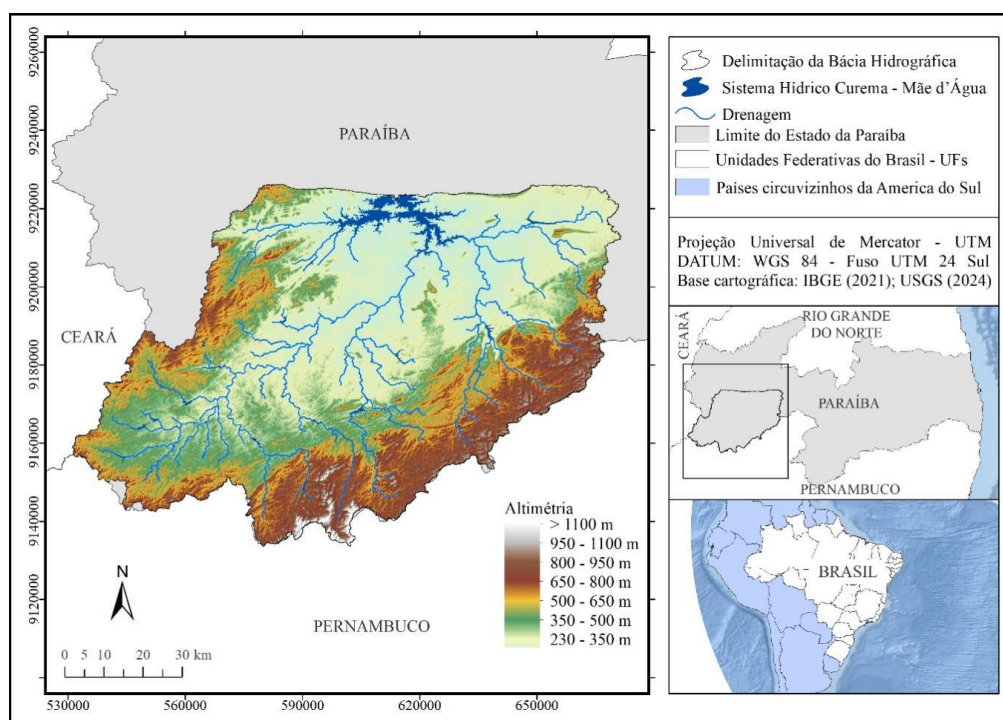 9260000
9240000
9220000
9200000
9180000
9160000
9140000
9120000
530000 560000 590000 620000 650000
PARAÍBA
CEARÁ
PERNAMBUCO
N
0 5 10 15 20 30 km
Altimétria
> 1100 m
950 - 1100 m
800 - 950 m
650 - 800 m
500 - 650 m
350 - 500 m
230 - 350 m
Delimitação da Bácia Hidrográfica
Sistema Hídrico Curema - Mãe d'Água
Drenagem
Limite do Estado da Paraíba
Unidades Federativas do Brasil - UFs
Países circuvizinhos da America do Sul
Projeção Universal de Mercator - UTM
DATUM: WGS 84 - Fuso UTM 24 Sul
Base cartográfica: IBGE (2021); USGS (2024)
CEARÁ
RIO GRANDE
DO NORTE
PARAÍBA
PERNAMBUCO
BRASIL